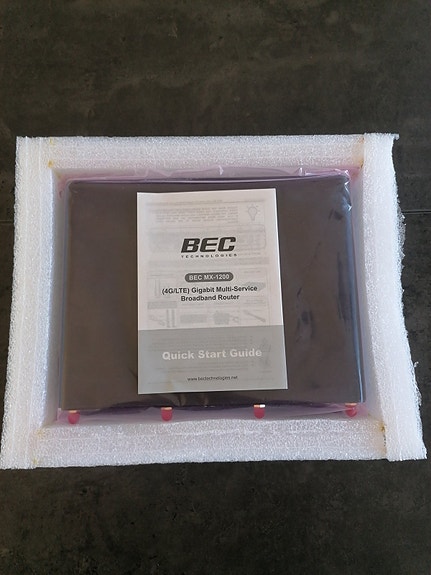 BEC
TECHNOLOGIES
BEC MX-1200
(4G/LTE) Gigabit Multi-Service
Broadband Router
Quick Start Guide
www.bectechnologies.net